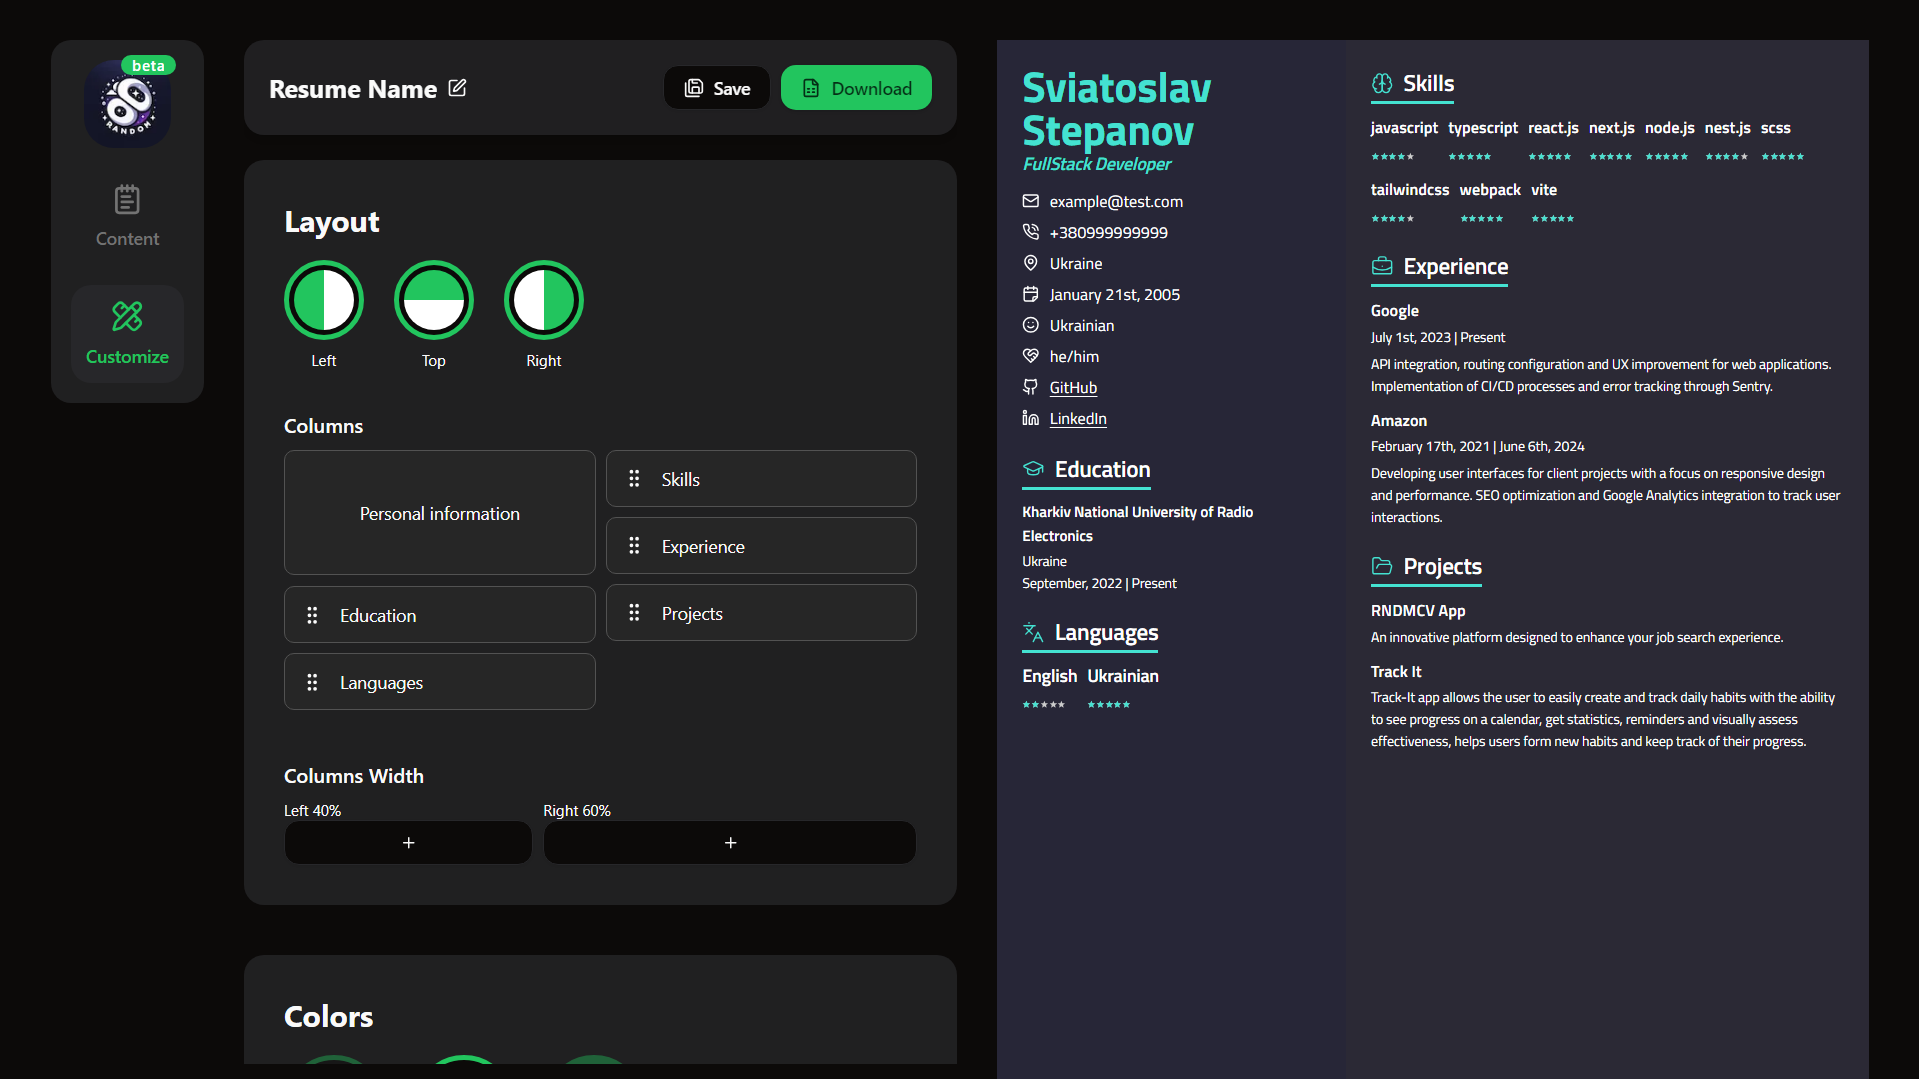 beta
RANDOM
Content
Customize
Resume Name
Save
Download
Layout
Left
Top
Right
Columns
Personal information
Education
Languages
Skills
Experience
Projects
Columns Width
Left 40%
Right 60%
+
+
Colors
Sviatoslav
Stepanov
FullStack Developer
example@test.com
+380999999999
Ukraine
January 21st, 2005
Ukrainian
he/him
GitHub
LinkedIn
Education
Kharkiv National University of Radio
Electronics
Ukraine
September, 2022 | Present
Languages
English Ukrainian
Skills
javascript typescript react.js next.js node.js nest.js scss
tailwindcss webpack vite
Experience
Google
July 1st, 2023 | Present
API integration, routing configuration and UX improvement for web applications.
Implementation of CI/CD processes and error tracking through Sentry.
Amazon
February 17th, 2021 | June 6th, 2024
Developing user interfaces for client projects with a focus on responsive design
and performance. SEO optimization and Google Analytics integration to track user
interactions.
Projects
RNDMCV App
An innovative platform designed to enhance your job search experience.
Track It
Track-It app allows the user to easily create and track daily habits with the ability
to see progress on a calendar, get statistics, reminders and visually assess
effectiveness, helps users form new habits and keep track of their progress.